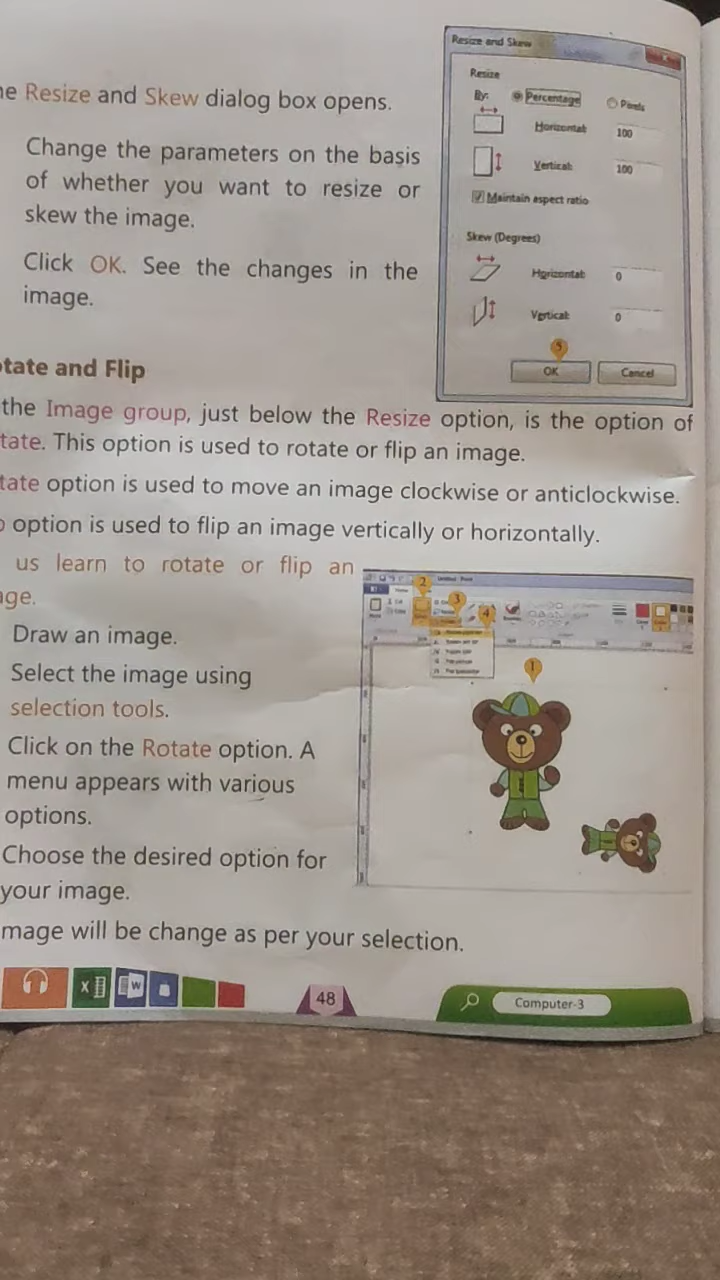 he Resize and Skew dialog box opens.
Change the parameters on the basis
of whether you want to resize or
skew the image.
Click OK. See the changes in the
image.
Resize and Skew
Resize
By:
Percentage
Pixels
Horizontal:
100
Vertical:
100
Maintain aspect ratio
Skew (Degrees)
Horizontal:
0
Vertical:
0
5
OK
Cancel
otate and Flip
the Image group, just below the Resize option, is the option of
tate. This option is used to rotate or flip an image.
tate option is used to move an image clockwise or anticlockwise.
p option is used to flip an image vertically or horizontally.
us learn to rotate or flip an
age.
Draw an image.
Select the image using
selection tools.
Click on the Rotate option. A
menu appears with various
options.
Choose the desired option for
your image.
mage will be change as per your selection.
2
3
4
1
X
W
48
Computer-3